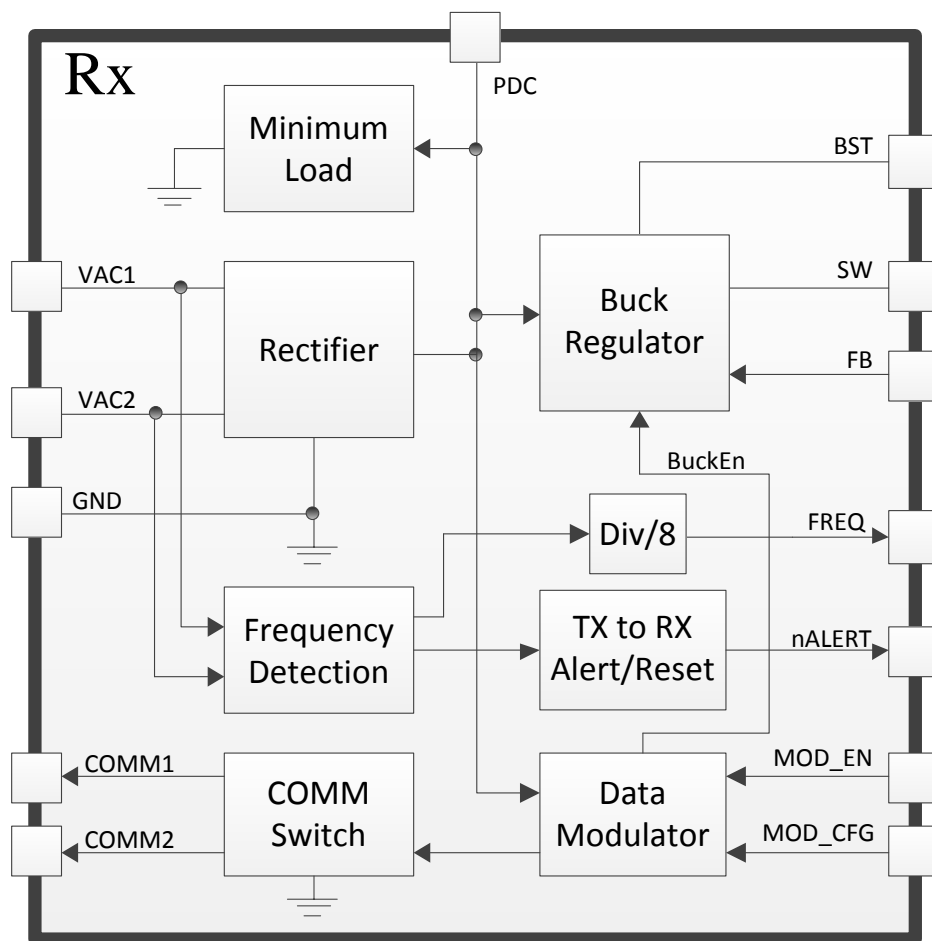 Rx
PDC
Minimum
Load
BST
VAC1
Rectifier
Buck
Regulator
SW
VAC2
FB
GND
BuckEn
Div/8
FREQ
Frequency
Detection
TX to RX
Alert/Reset
nALERT
COMM1
COMM
Switch
Data
Modulator
MOD_EN
COMM2
MOD_CFG